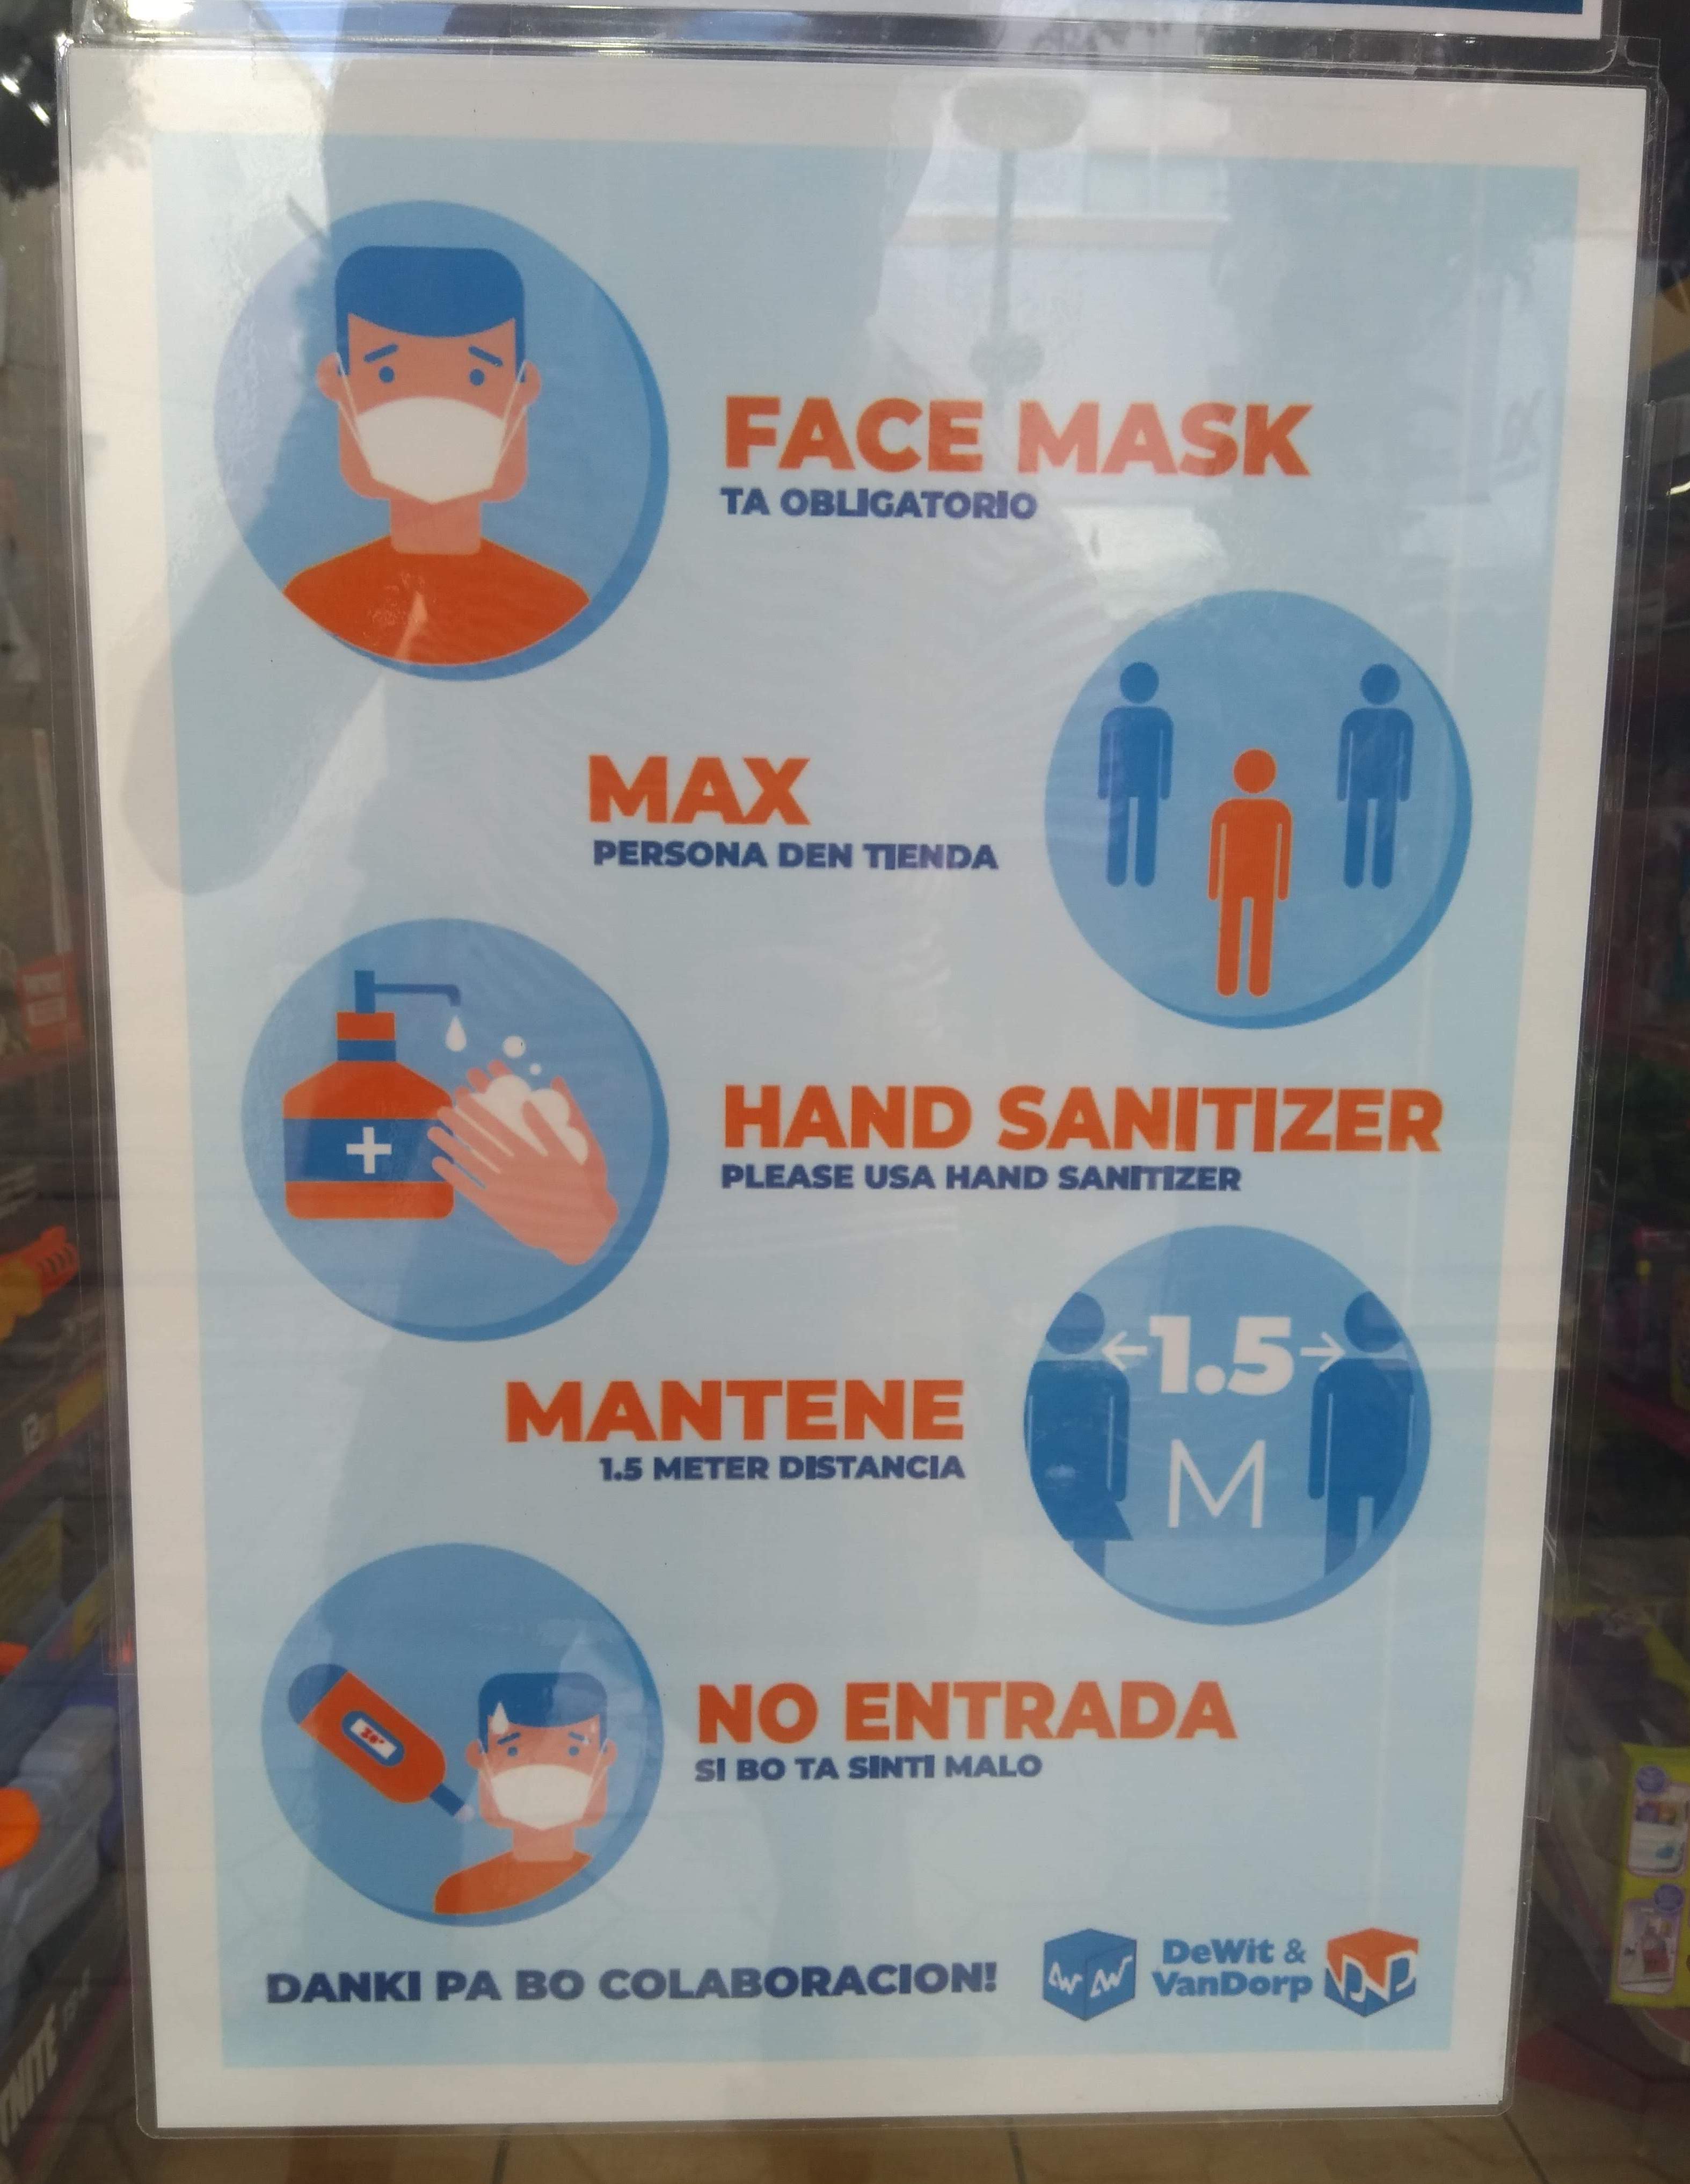 FACE MASK
TA OBLIGATORIO
MAX
PERSONA DEN TIENDA
HAND SANITIZER
PLEASE USA HAND SANITIZER
←1.5→
M
MANTENE
1.5 METER DISTANCIA
NO ENTRADA
SI BO TA SINTI MALO
DANKI PA BO COLABORACION!
DeWit &
VanDorp